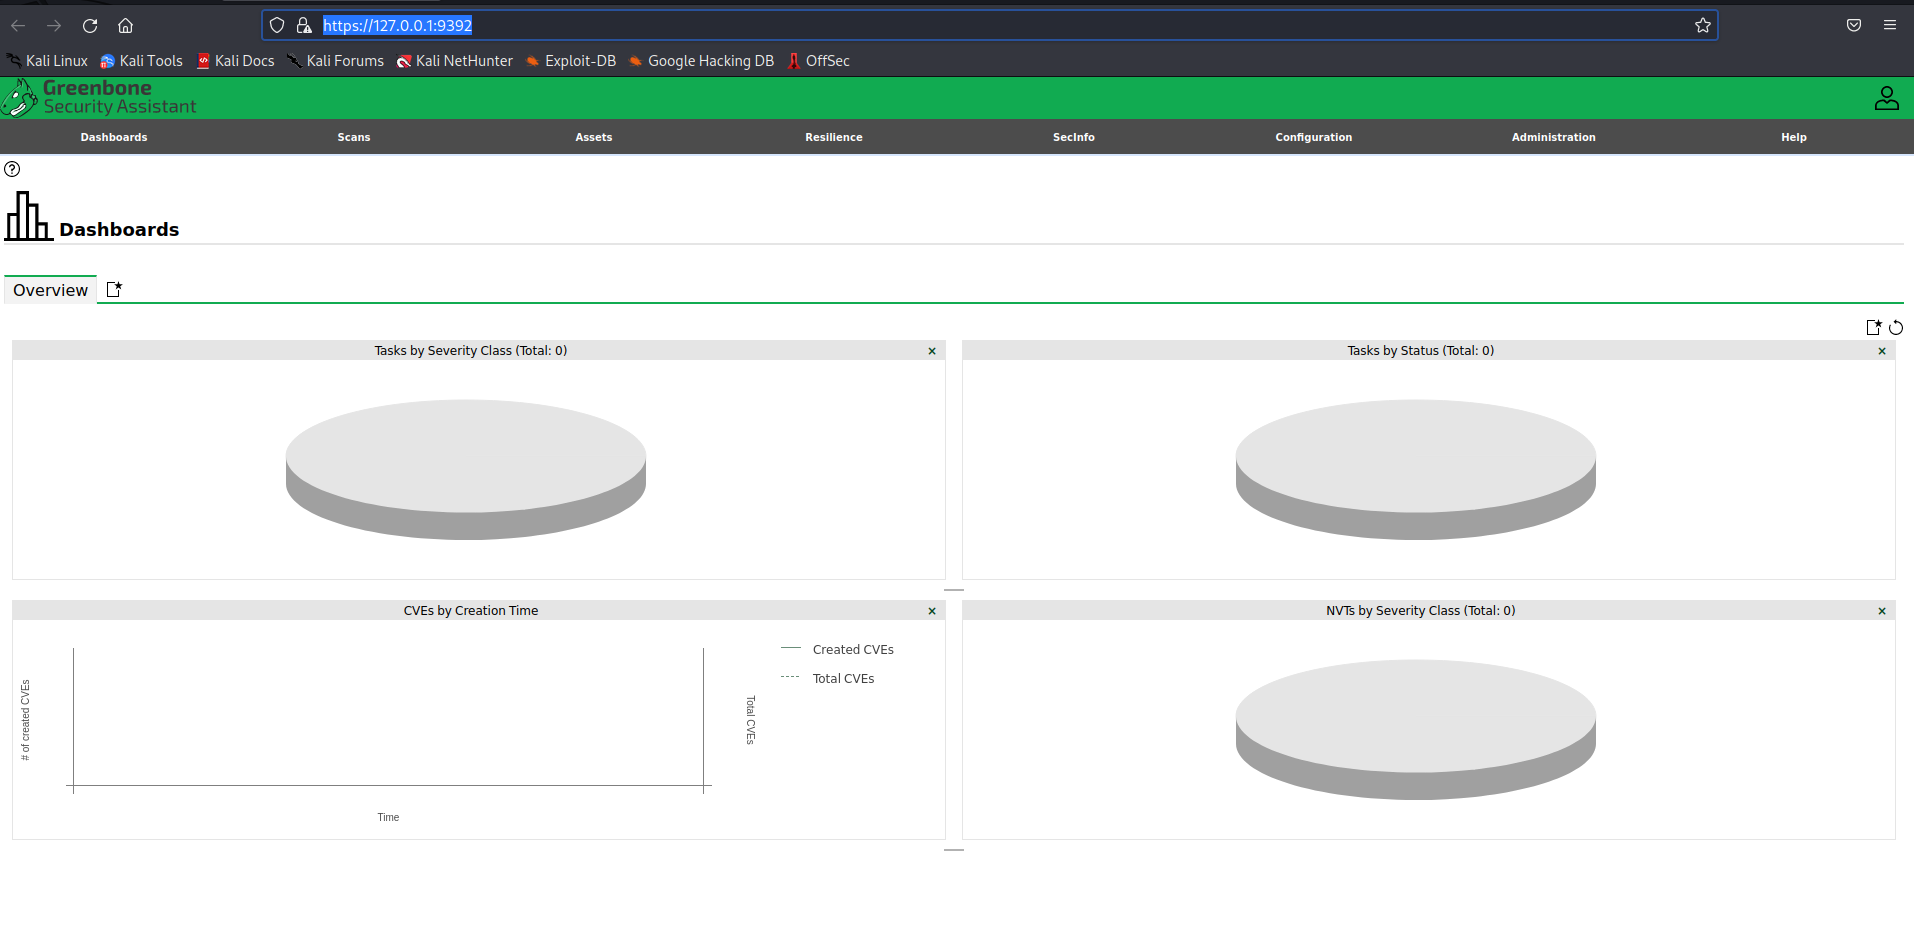 https://127.0.0.1:9392
Kali Linux Kali Tools Kali Docs Kali Forums Kali NetHunter Exploit-DB Google Hacking DB OffSec
Greenbone
Security Assistant
Dashboards Scans Assets Resilience SecInfo Configuration Administration Help
Dashboards
Overview
Tasks by Severity Class (Total: 0)
Tasks by Status (Total: 0)
CVEs by Creation Time
# of created CVEs
Time
Total CVEs
Created CVEs
Total CVEs
NVTs by Severity Class (Total: 0)